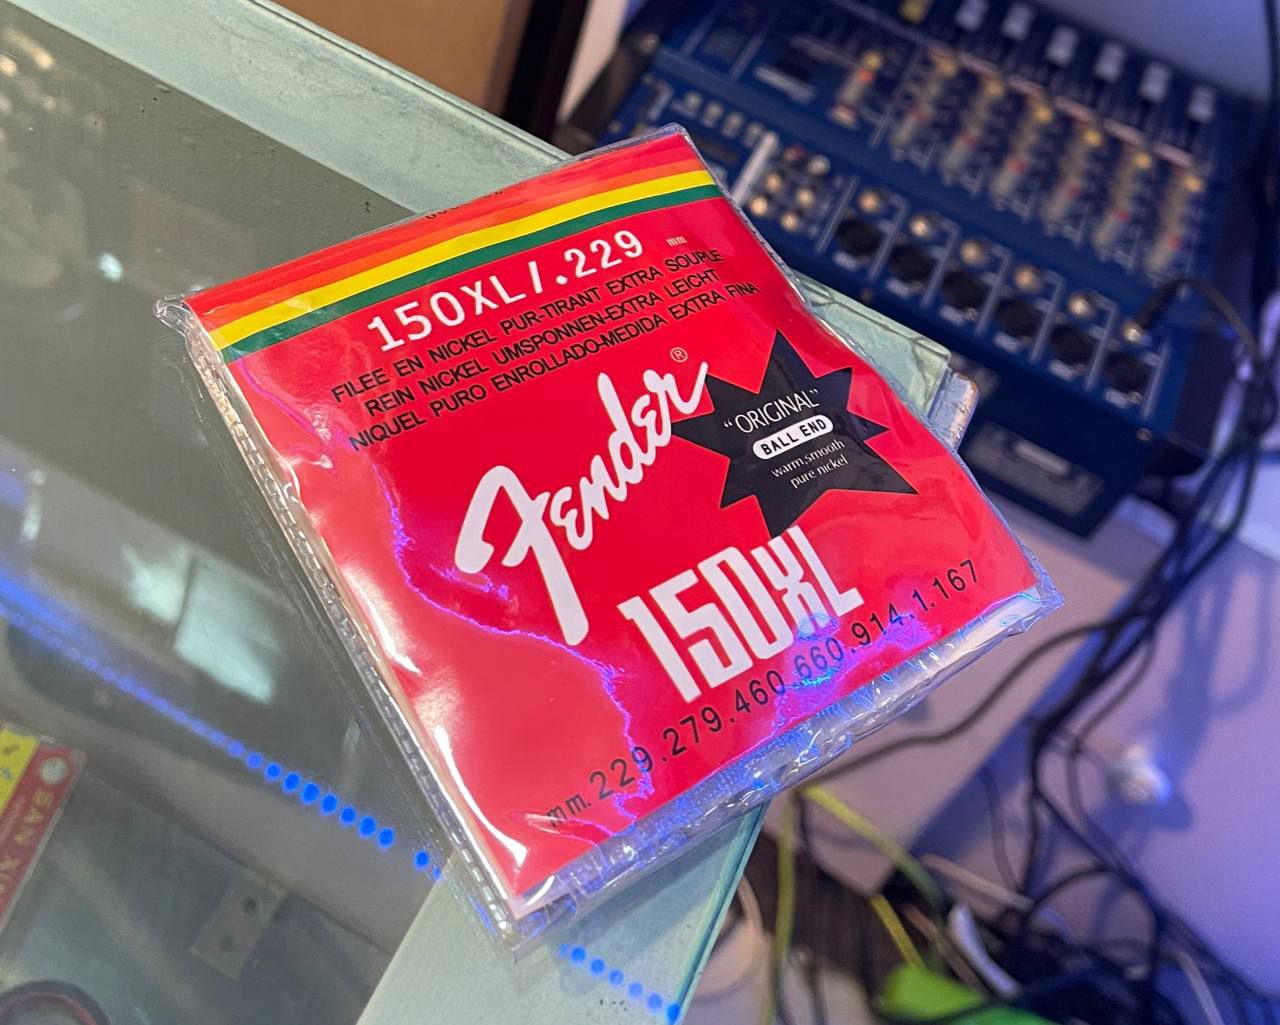 150XL/.229 mm
FILEE EN NICKEL PUR-TIRANT EXTRA SOUPLE
REIN NICKEL UMSPONNEN-EXTRA LEICHT
NIQUEL PURO ENROLLADO-MEDIDA EXTRA FINA
Fender®
"ORIGINAL"
BALL END
warm,smooth
pure nickel
150XL
mm. 229.279.460.660.914.1.167
SAN